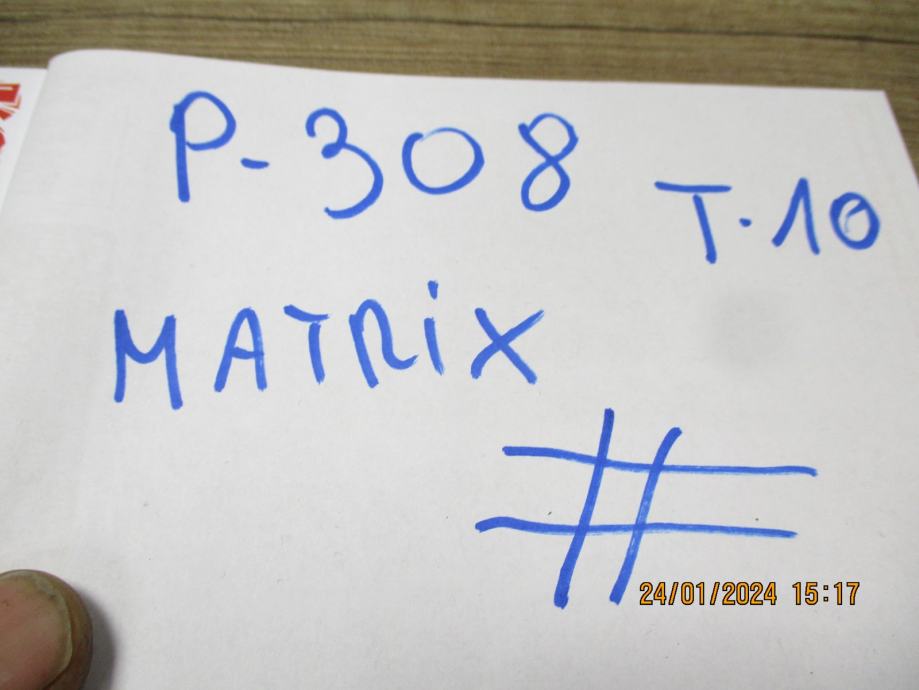 P-308
T.10
MATRiX
#
24/01/2024 15:17